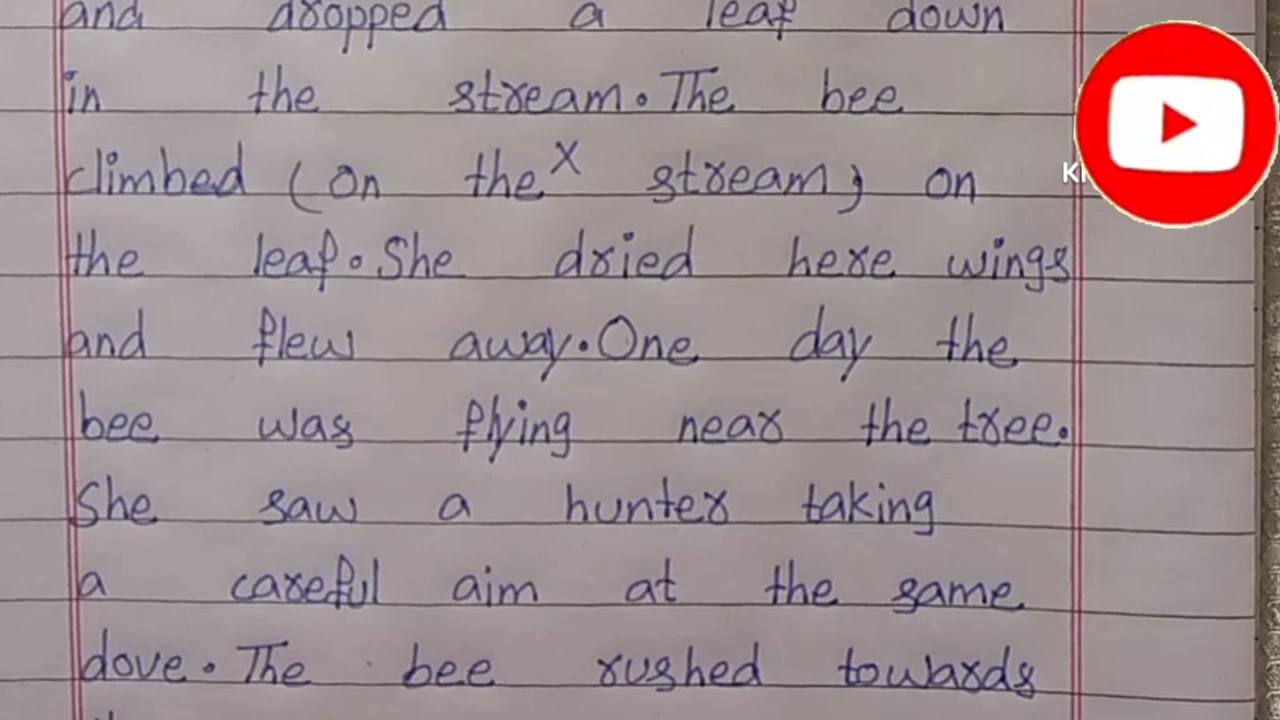 and dropped a leaf down
in the stream. The bee
climbed (on the x stream) on
the leaf. She dried here wings
and flew away. One day the
bee was flying near the tree.
She saw a hunter taking
a careful aim at the same
dove. The bee rushed towards